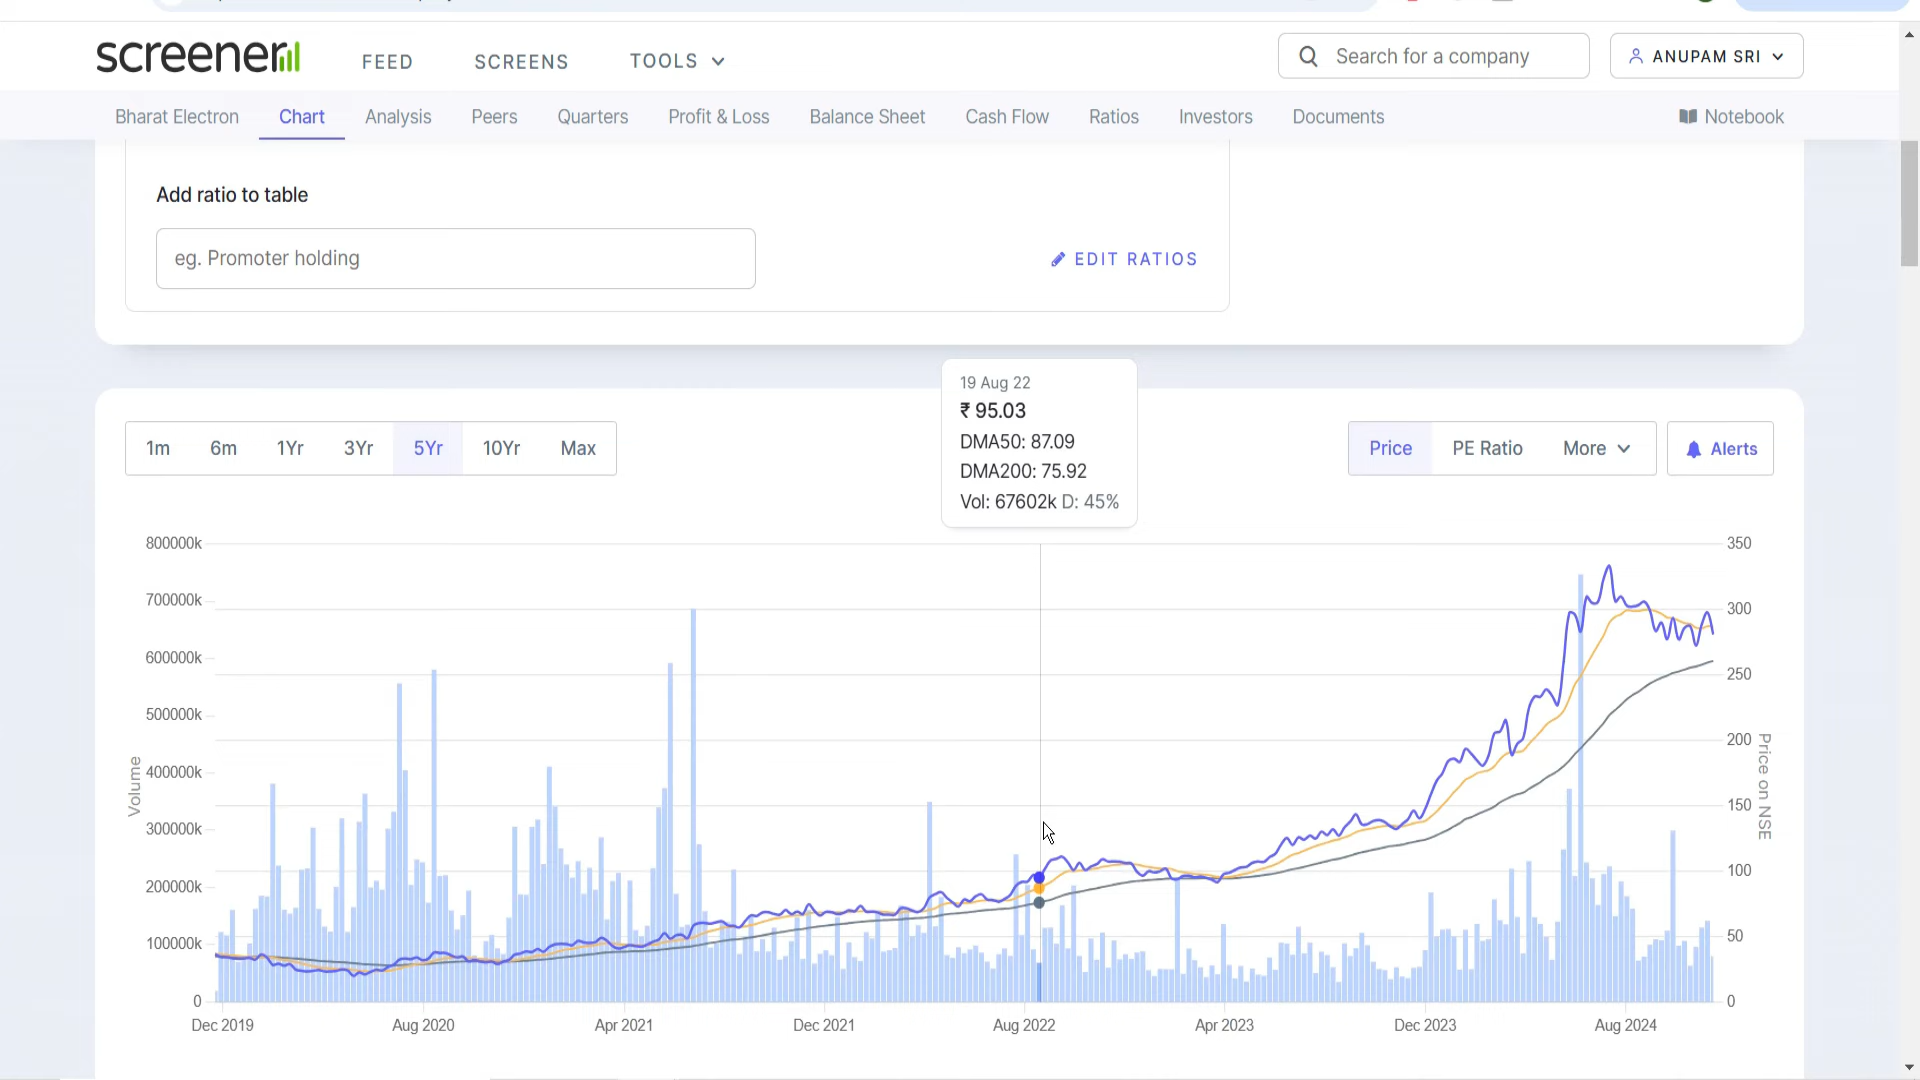 screener
FEED
SCREENS
TOOLS
Search for a company
ANUPAM SRI
Bharat Electron
Chart
Analysis
Peers
Quarters
Profit & Loss
Balance Sheet
Cash Flow
Ratios
Investors
Documents
Notebook
Add ratio to table
eg. Promoter holding
EDIT RATIOS
19 Aug 22
₹ 95.03
DMA50: 87.09
DMA200: 75.92
Vol: 67602k D: 45%
1m
6m
1Yr
3Yr
5Yr
10Yr
Max
Price
PE Ratio
More
Alerts
800000k
700000k
600000k
500000k
400000k
300000k
200000k
100000k
0
Volume
350
300
250
200
150
100
50
0
Price on NSE
Dec 2019
Aug 2020
Apr 2021
Dec 2021
Aug 2022
Apr 2023
Dec 2023
Aug 2024